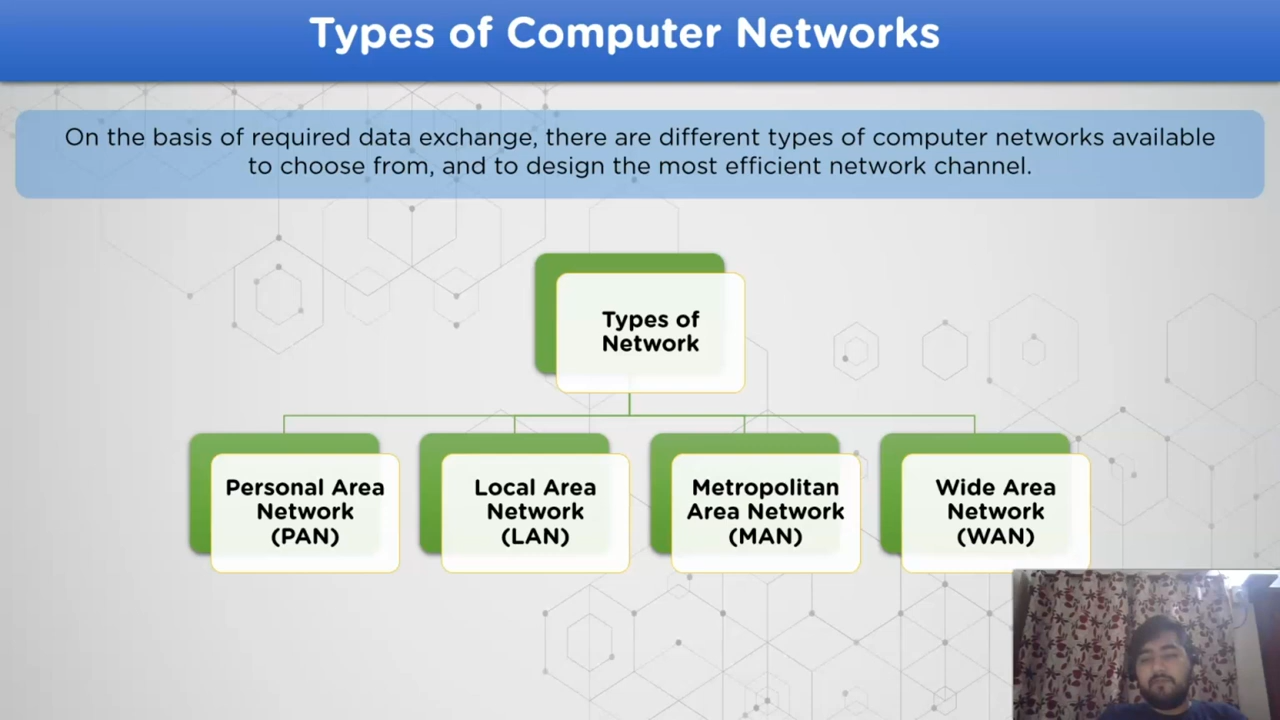 Types of Computer Networks
On the basis of required data exchange, there are different types of computer networks available
to choose from, and to design the most efficient network channel.
Types of
Network
Personal Area
Network
(PAN)
Local Area
Network
(LAN)
Metropolitan
Area Network
(MAN)
Wide Area
Network
(WAN)